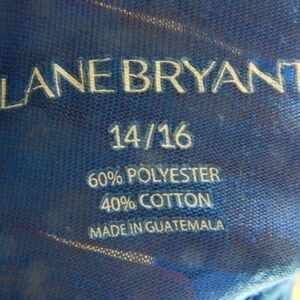 LANE BRYANT
14/16
60% POLYESTER
40% COTTON
MADE IN GUATEMALA